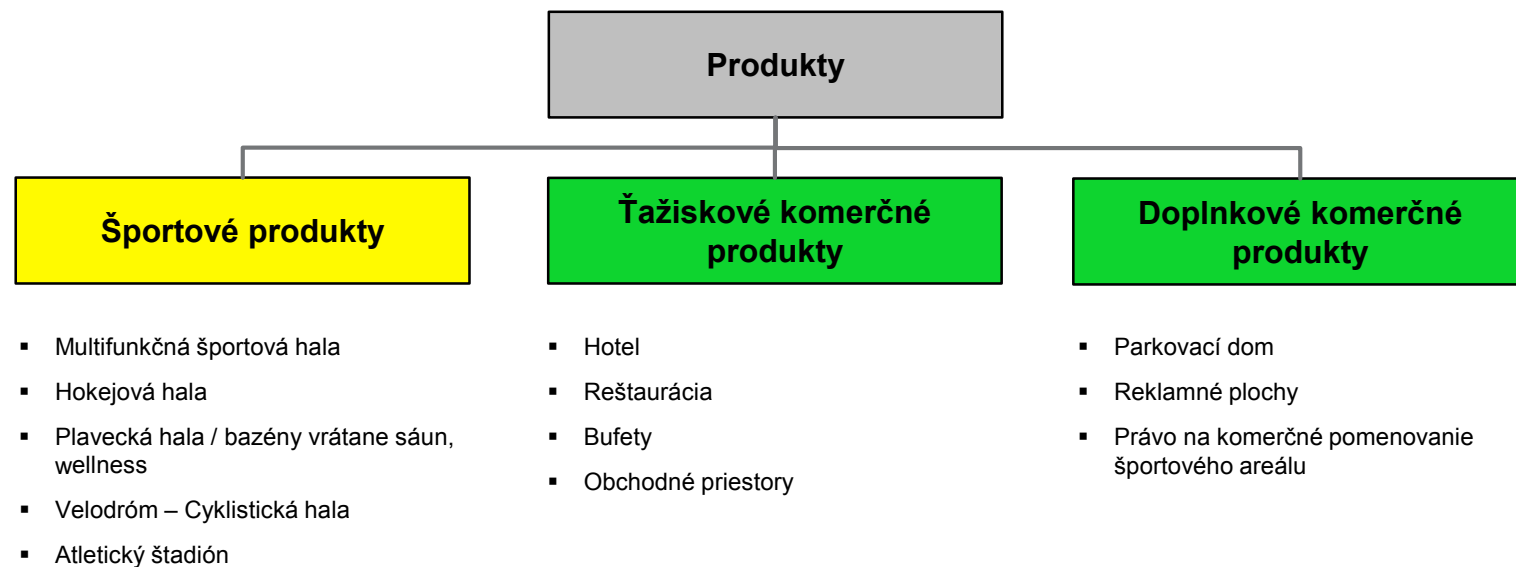 Produkty
Športové produkty
Ťažiskové komerčné
produkty
Doplnkové komerčné
produkty
▪ Multifunkčná športová hala
▪ Hokejová hala
▪ Plavecká hala / bazény vrátane sáun,
wellness
▪ Velodróm – Cyklistická hala
▪ Atletický štadión
▪ Hotel
▪ Reštaurácia
▪ Bufety
▪ Obchodné priestory
▪ Parkovací dom
▪ Reklamné plochy
▪ Právo na komerčné pomenovanie
športového areálu